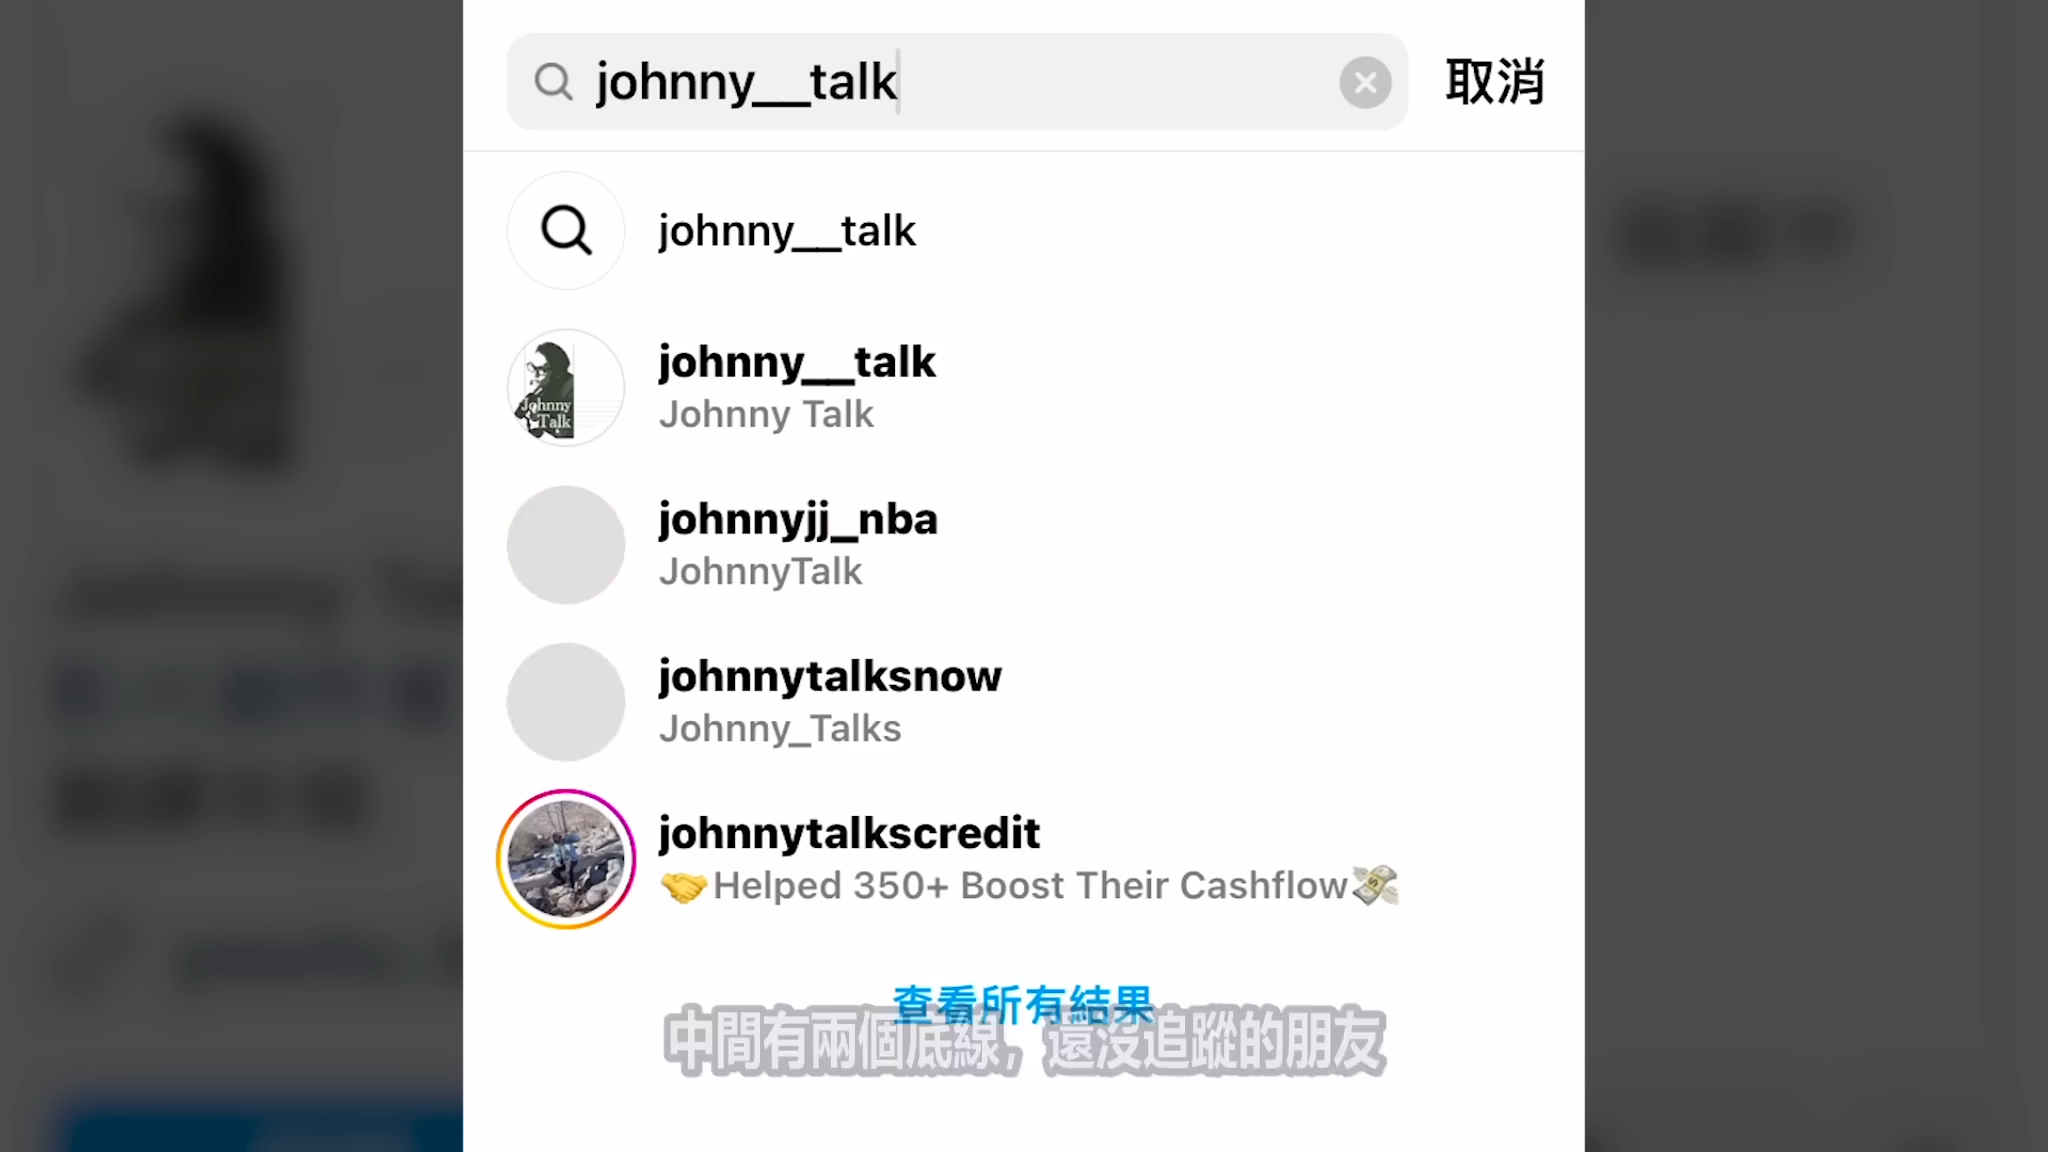 johnny__talk
取消
johnny__talk
johnny__talk
Johnny Talk
Johnny
Talk
johnnyjj_nba
JohnnyTalk
johnnytalksnow
Johnny_Talks
johnnytalkscredit
🤝Helped 350+ Boost Their Cashflow💸
查看所有結果
中間有兩個底線，還沒追蹤的朋友